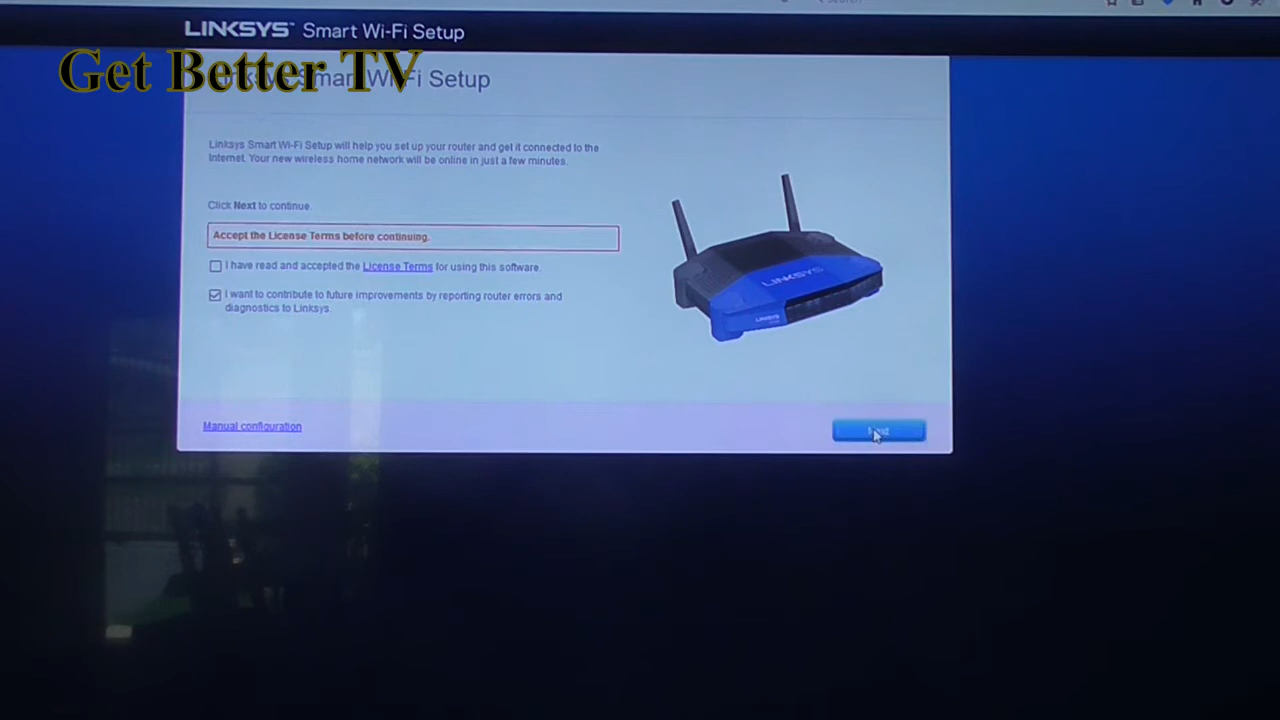 LINKSYS™ Smart Wi-Fi Setup
Get Better TV
Linksys Smart Wi-Fi Setup
Linksys Smart Wi-Fi Setup will help you set up your router and get it connected to the
Internet. Your new wireless home network will be online in just a few minutes.
Click Next to continue.
Accept the License Terms before continuing.
I have read and accepted the License Terms for using this software.
I want to contribute to future improvements by reporting router errors and
diagnostics to Linksys.
LINKSYS
LINKSYS
Manual configuration
Next